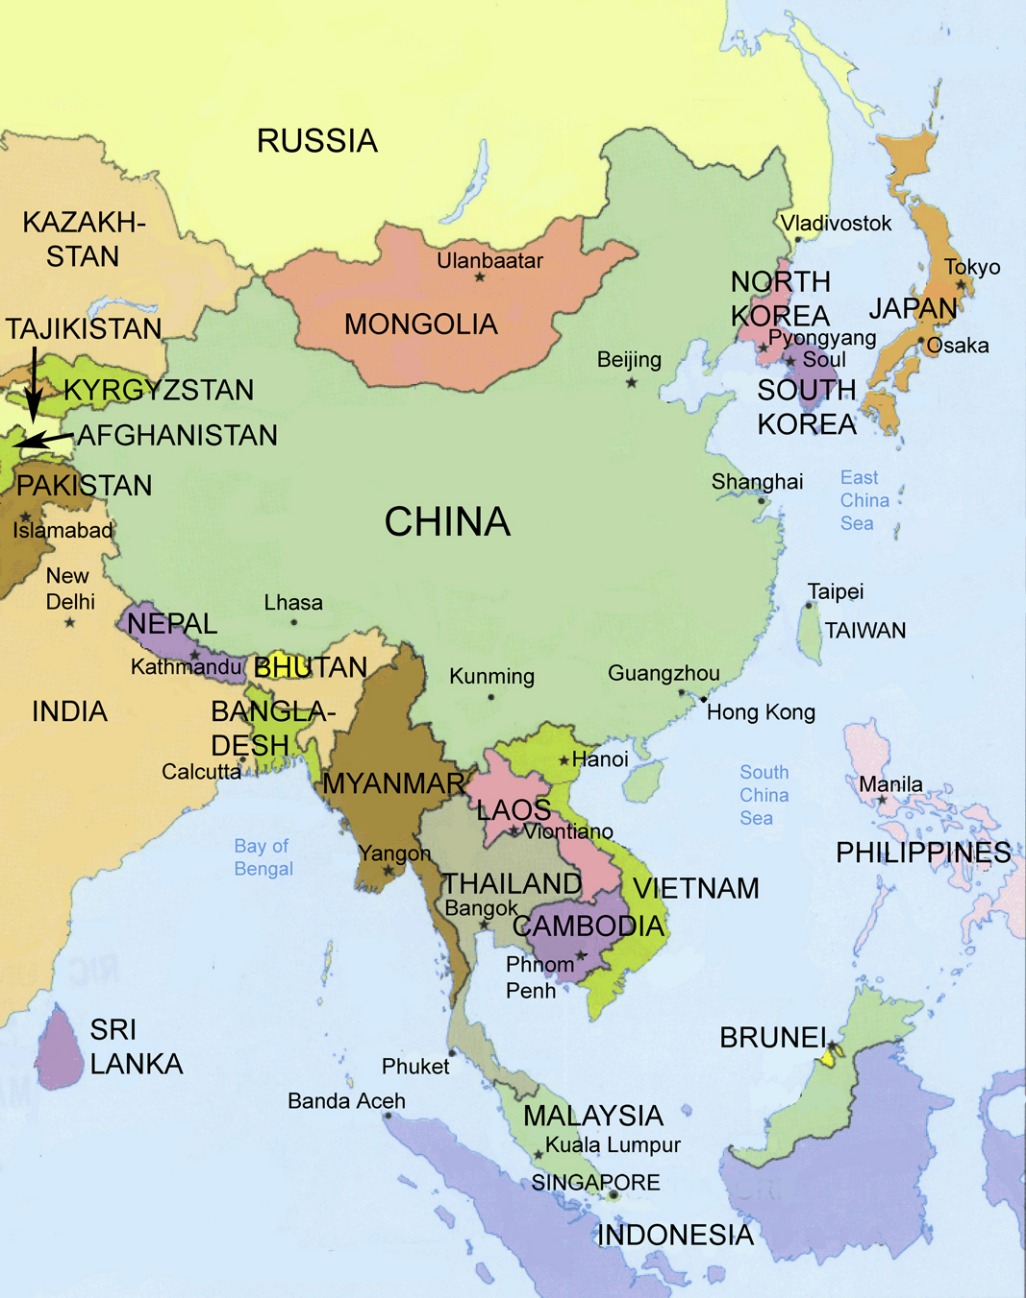 RUSSIA
KAZAKH-
STAN
Vladivostok
Ulanbaatar
Tokyo
NORTH
KOREA
JAPAN
MONGOLIA
TAJIKISTAN
Pyongyang
Osaka
Beijing
Soul
KYRGYZSTAN
SOUTH
KOREA
AFGHANISTAN
PAKISTAN
Shanghai
East
China
Sea
Islamabad
CHINA
New
Delhi
Lhasa
Taipei
NEPAL
TAIWAN
Kathmandu
BHUTAN
Kunming
Guangzhou
INDIA
BANGLA-
DESH
Hong Kong
Calcutta
Hanoi
MYANMAR
South
China
Sea
Manila
LAOS
Viontiano
Bay of
Bengal
Yangon
PHILIPPINES
THAILAND
VIETNAM
Bangok
CAMBODIA
Phnom
Penh
SRI
LANKA
BRUNEI
Phuket
Banda Aceh
MALAYSIA
Kuala Lumpur
SINGAPORE
INDONESIA